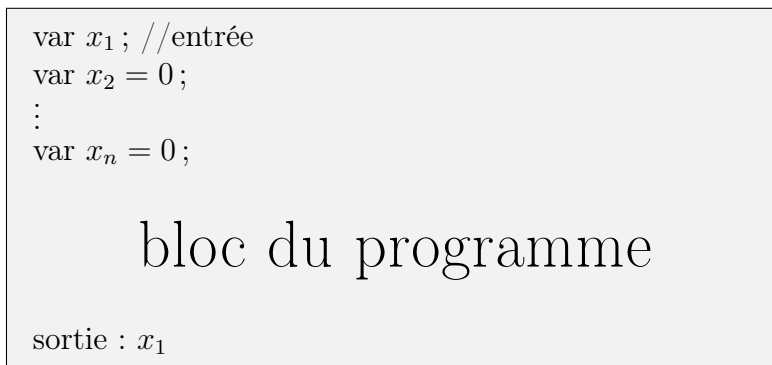 var x₁ ; //entrée
var x₂ = 0 ;
⋮
var xₙ = 0 ;
bloc du programme
sortie : x₁